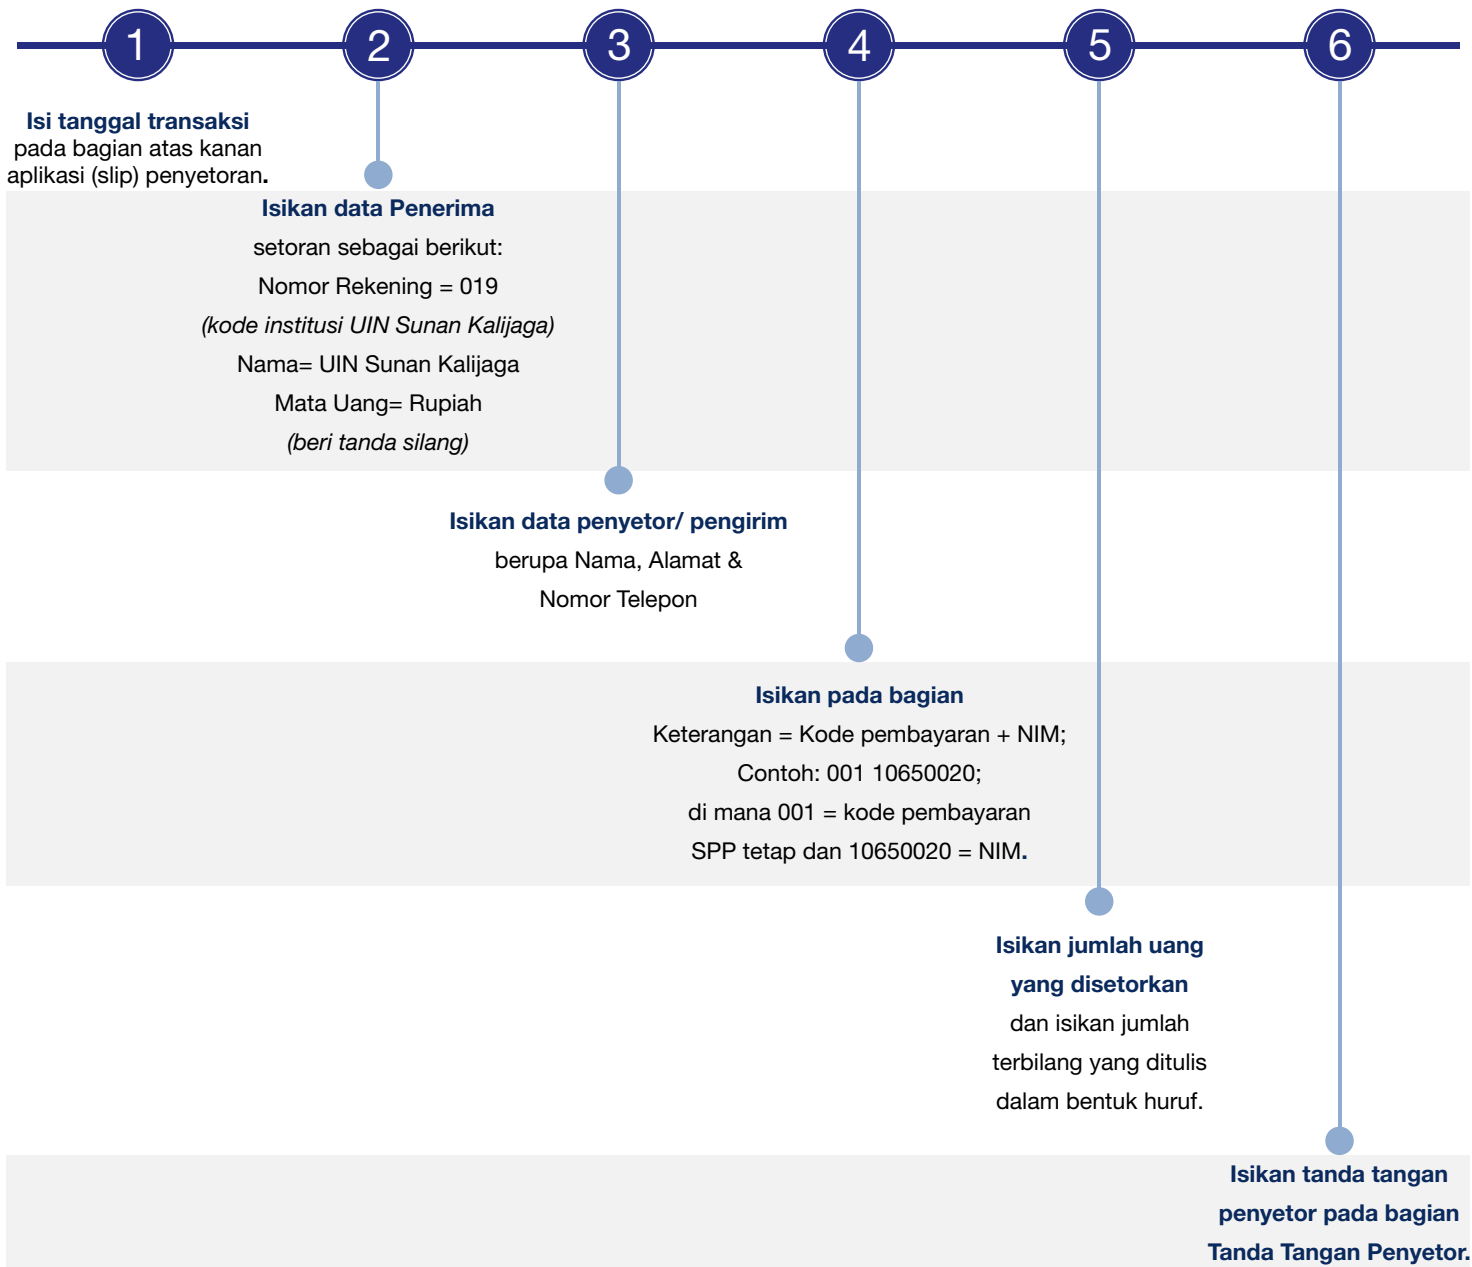 1 2 3 4 5 6
Isi tanggal transaksi
pada bagian atas kanan
aplikasi (slip) penyetoran.
Isikan data Penerima
setoran sebagai berikut:
Nomor Rekening = 019
(kode institusi UIN Sunan Kalijaga)
Nama= UIN Sunan Kalijaga
Mata Uang= Rupiah
(beri tanda silang)
Isikan data penyetor/ pengirim
berupa Nama, Alamat &
Nomor Telepon
Isikan pada bagian
Keterangan = Kode pembayaran + NIM;
Contoh: 001 10650020;
di mana 001 = kode pembayaran
SPP tetap dan 10650020 = NIM.
Isikan jumlah uang
yang disetorkan
dan isikan jumlah
terbilang yang ditulis
dalam bentuk huruf.
Isikan tanda tangan
penyetor pada bagian
Tanda Tangan Penyetor.